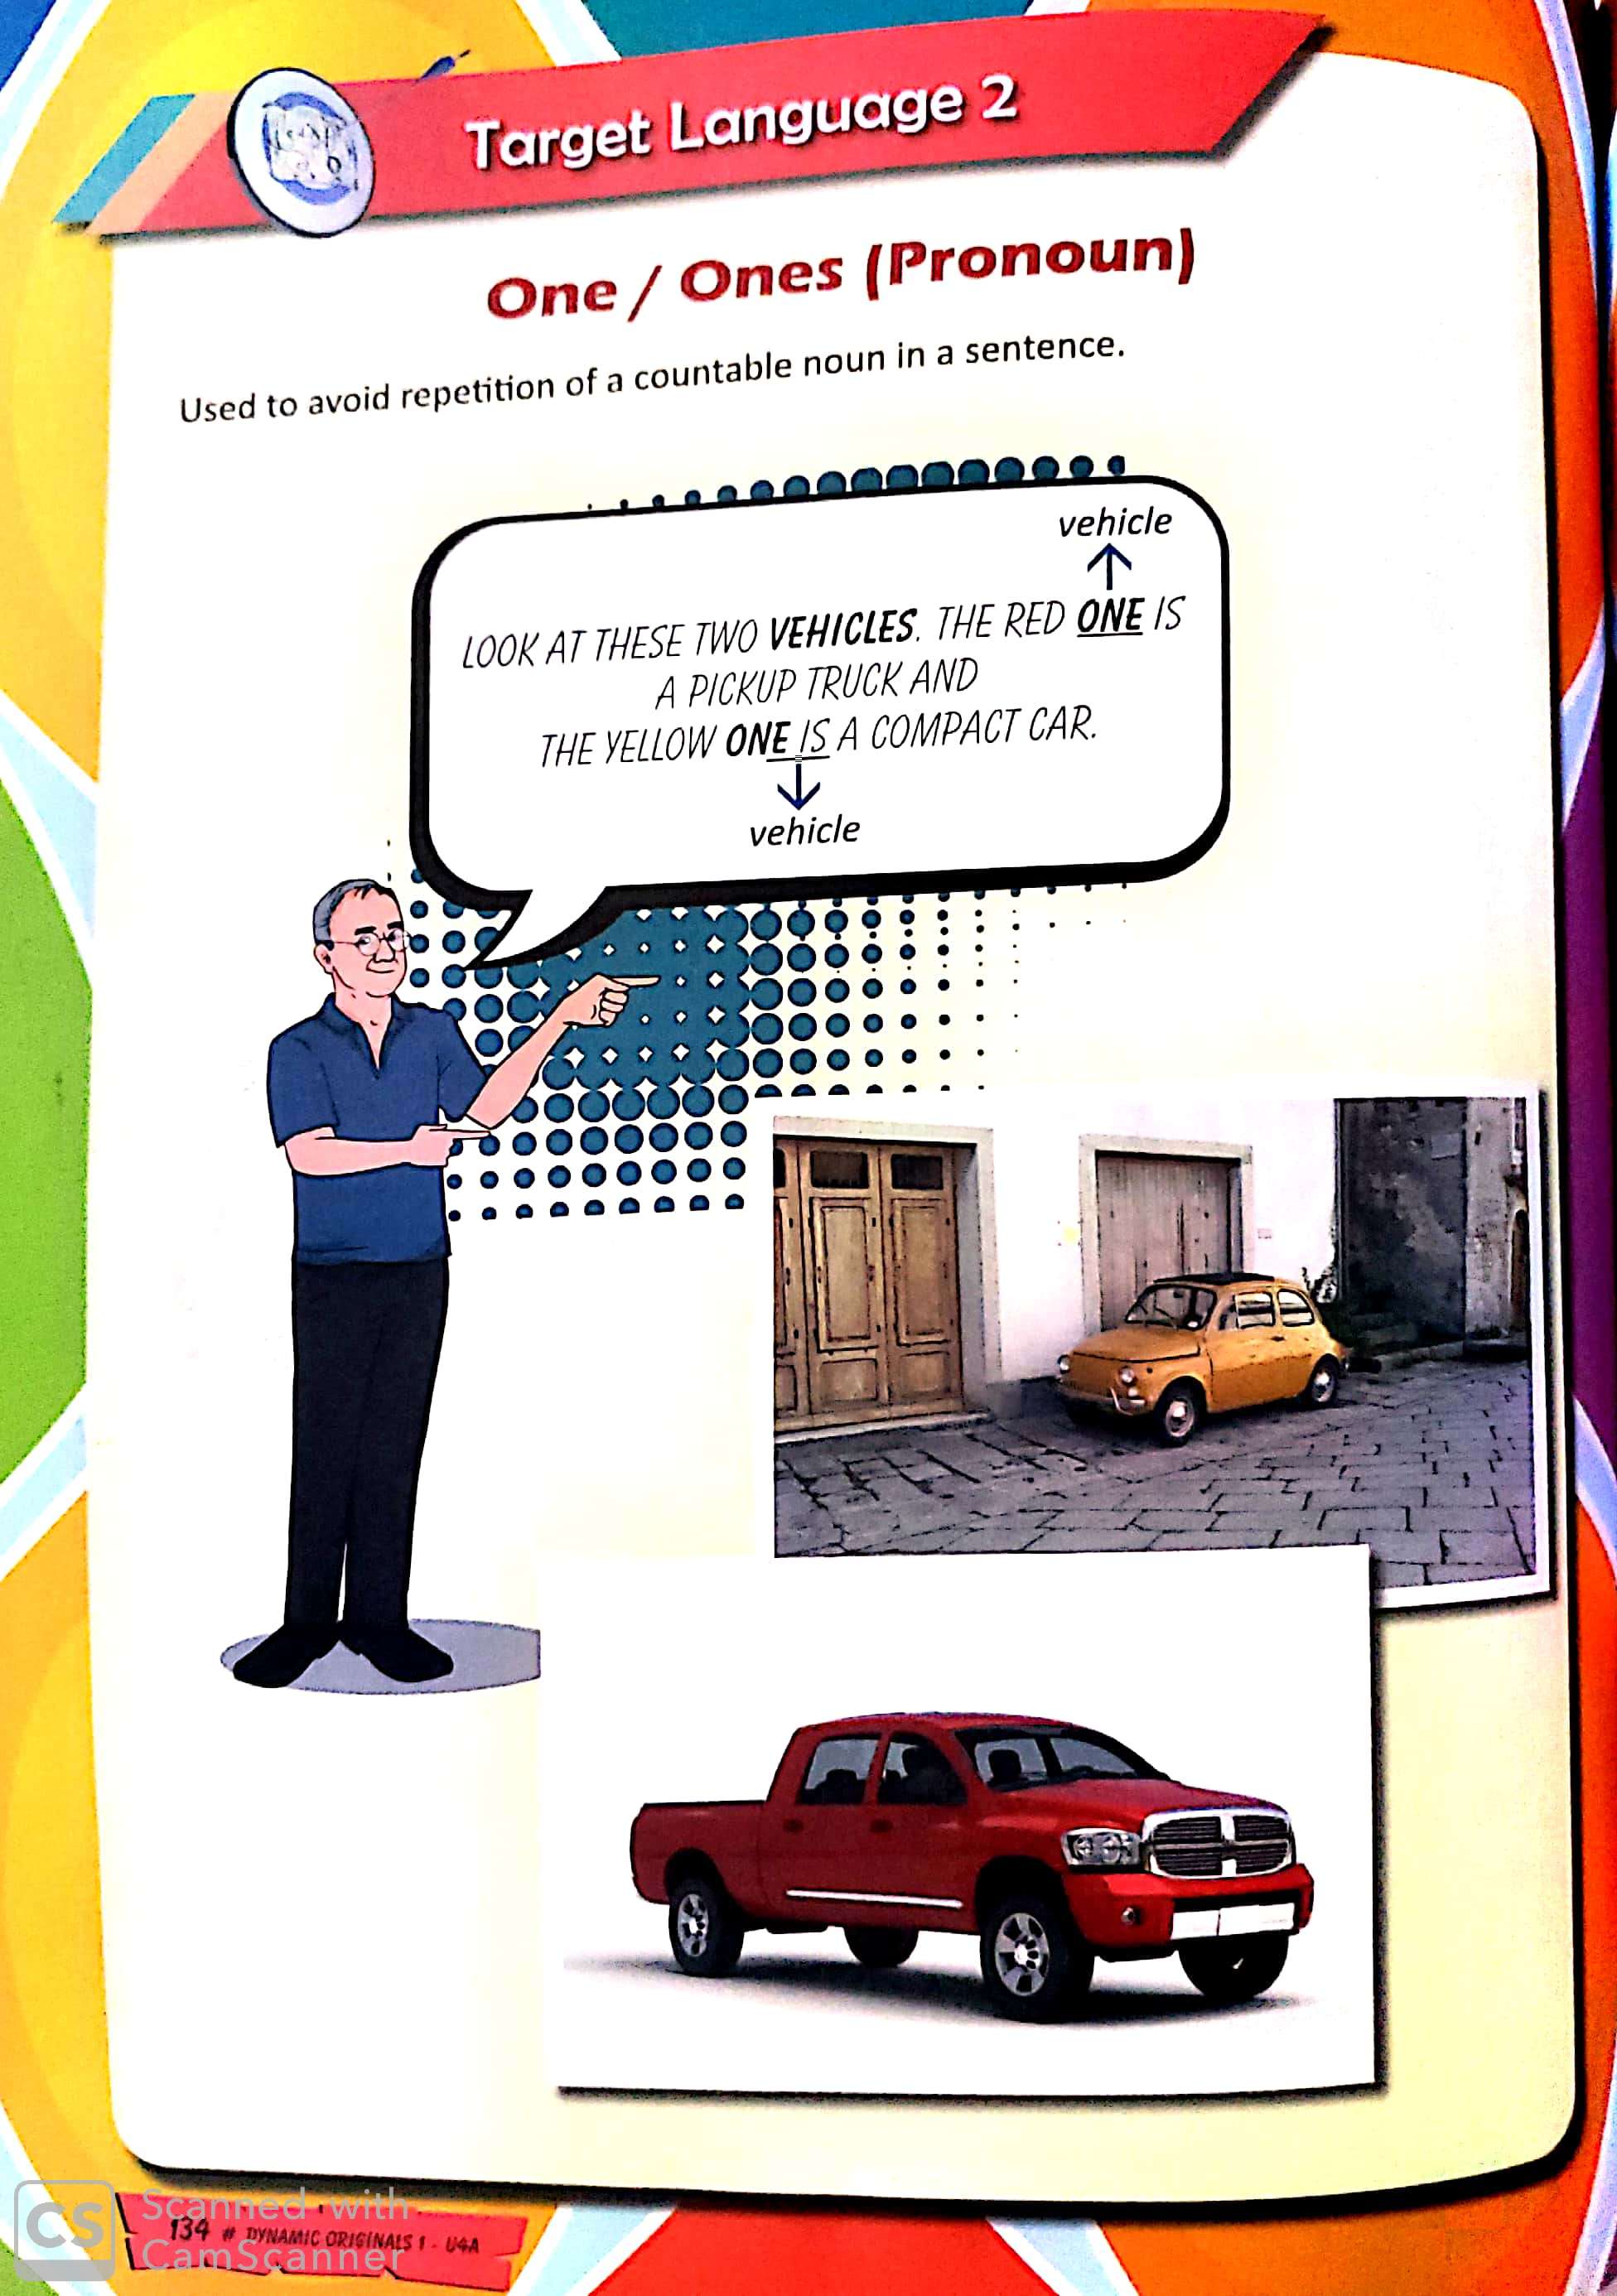 Target Language 2
One / Ones (Pronoun)
Used to avoid repetition of a countable noun in a sentence.
vehicle
LOOK AT THESE TWO VEHICLES. THE RED ONE IS
A PICKUP TRUCK AND
THE YELLOW ONE IS A COMPACT CAR.
vehicle
134 # DYNAMIC ORIGINALS 1 - U4A
CS Scanned with
CamScanner